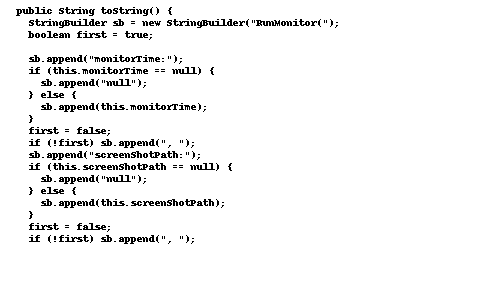 public String toString() {
StringBuilder sb = new StringBuilder("RunMonitor(");
boolean first = true;
sb.append("monitorTime:");
if (this.monitorTime == null) {
sb.append("null");
} else {
sb.append(this.monitorTime);
}
first = false;
if (!first) sb.append(", ");
sb.append("screenShotPath:");
if (this.screenShotPath == null) {
sb.append("null");
} else {
sb.append(this.screenShotPath);
}
first = false;
if (!first) sb.append(", ");